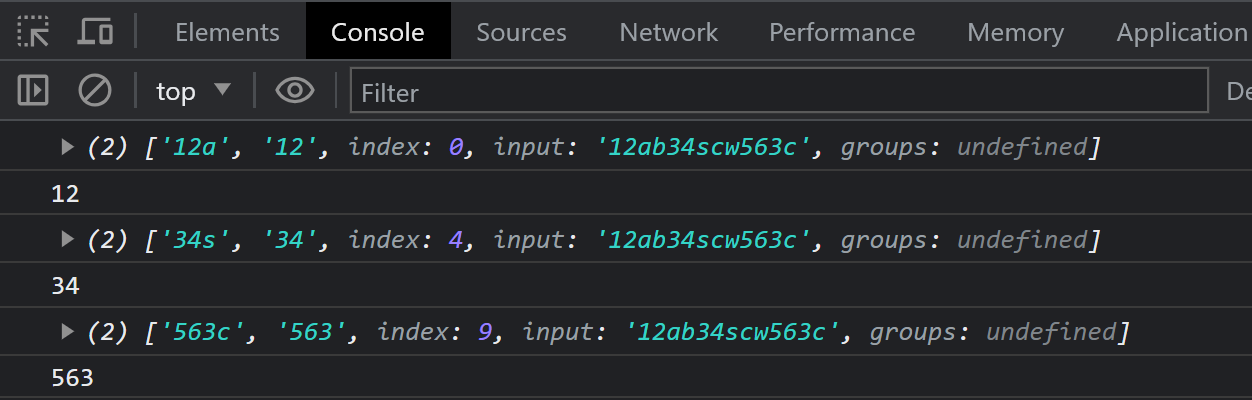 Elements Console Sources Network Performance Memory Application
top Filter
(2) ['12a', '12', index: 0, input: '12ab34scw563c', groups: undefined]
12
(2) ['34s', '34', index: 4, input: '12ab34scw563c', groups: undefined]
34
(2) ['563c', '563', index: 9, input: '12ab34scw563c', groups: undefined]
563